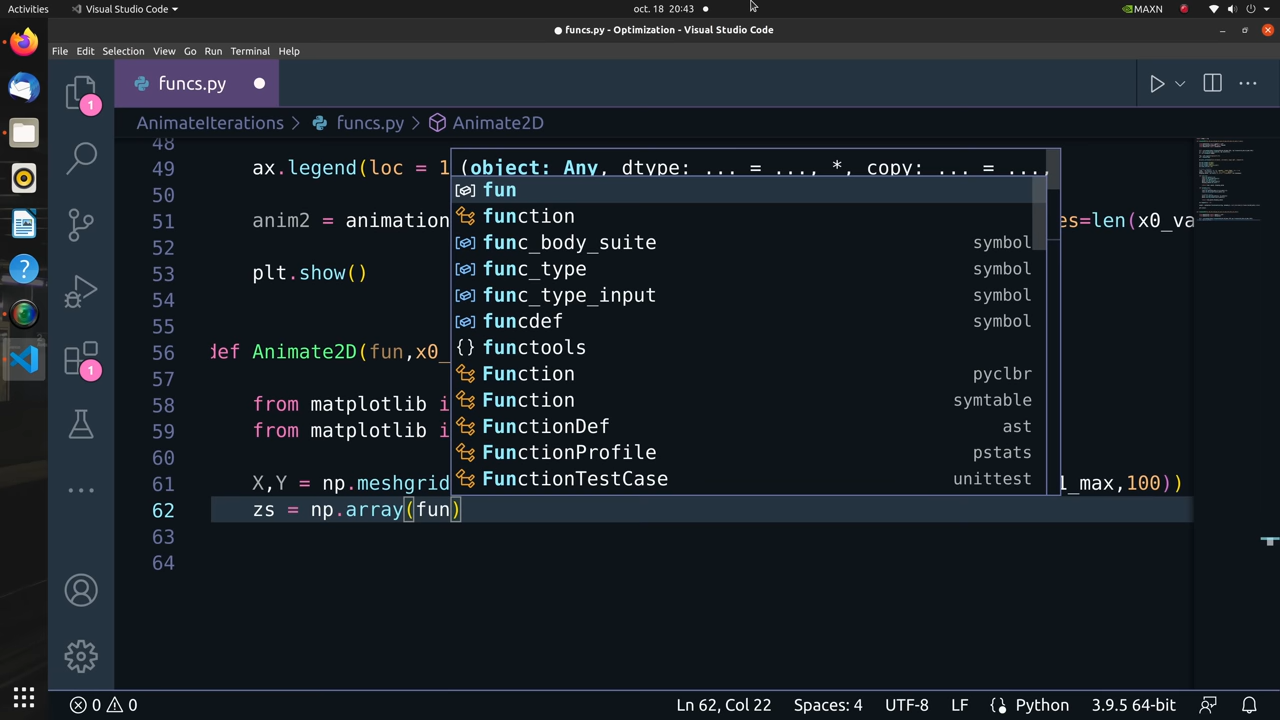 Activities Visual Studio Code oct. 18 20:43 MAXN
funcs.py - Optimization - Visual Studio Code
File Edit Selection View Go Run Terminal Help
1 funcs.py
AnimateIterations > funcs.py > Animate2D
48
49 ax.legend(loc = 1 (object: Any, dtype: ... = ..., *, copy: ... = ...,
50 fun
function
51 anim2 = animation es=len(x0_va
52 func_body_suite symbol
53 plt.show() func_type symbol
54 func_type_input symbol
55 funcdef symbol
56 def Animate2D(fun,x0_ functools
57 Function pyclbr
58 from matplotlib i Function symtable
1
59 from matplotlib i FunctionDef ast
60 FunctionProfile pstats
61 X,Y = np.meshgrid FunctionTestCase unittest 1_max,100))
62 zs = np.array(fun)
63
64
0 0 Ln 62, Col 22 Spaces: 4 UTF-8 LF Python 3.9.5 64-bit